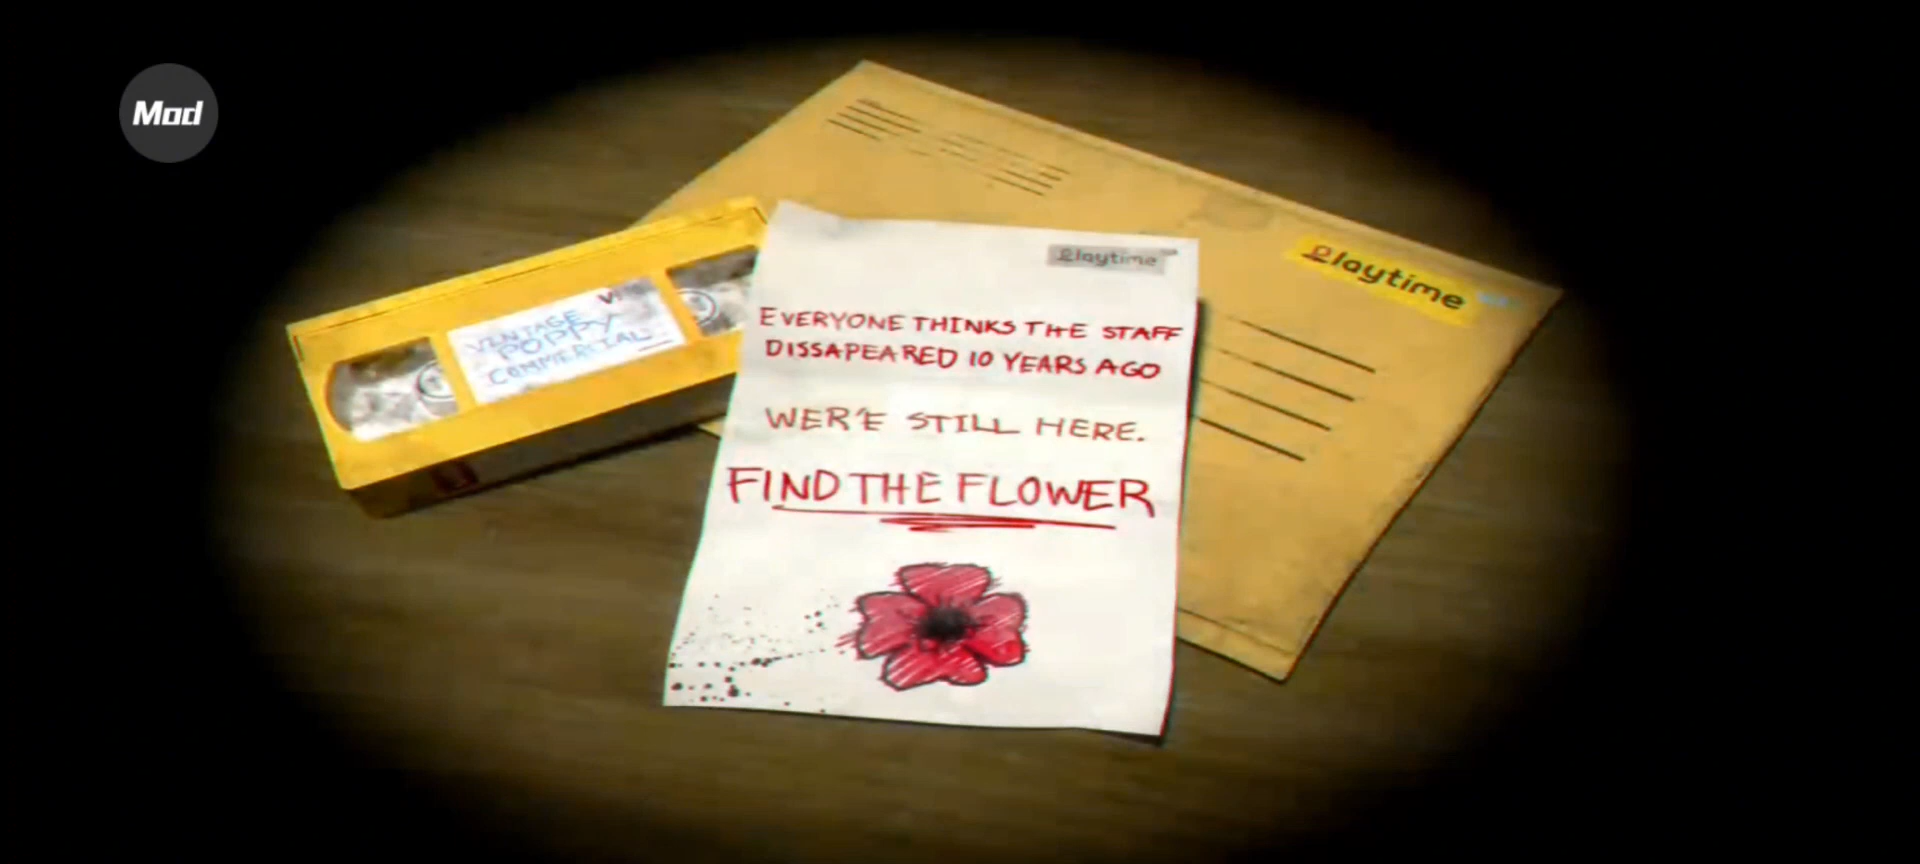 Mod
Playtime
VINTAGE
POPPY
COMMERCIAL
Playtime
EVERYONE THINKS THE STAFF
DISSAPEARED 10 YEARS AGO
WER'E STILL HERE.
FIND THE FLOWER